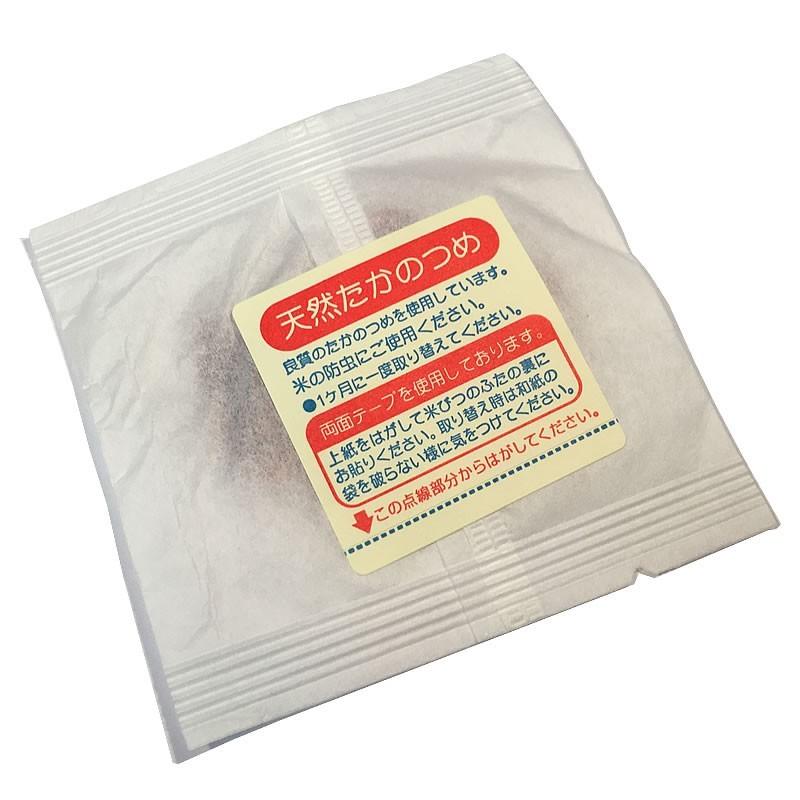 天然たかのつめ
良質のたかのつめを使用しています。
米の防虫にご使用ください。
●1ヶ月に一度取り替えてください。
両面テープを使用しております。
上紙をはがして米びつのふたの裏に
お貼りください。取り替え時は和紙の
袋を破らない様に気をつけてください。
この点線部分からはがしてください。